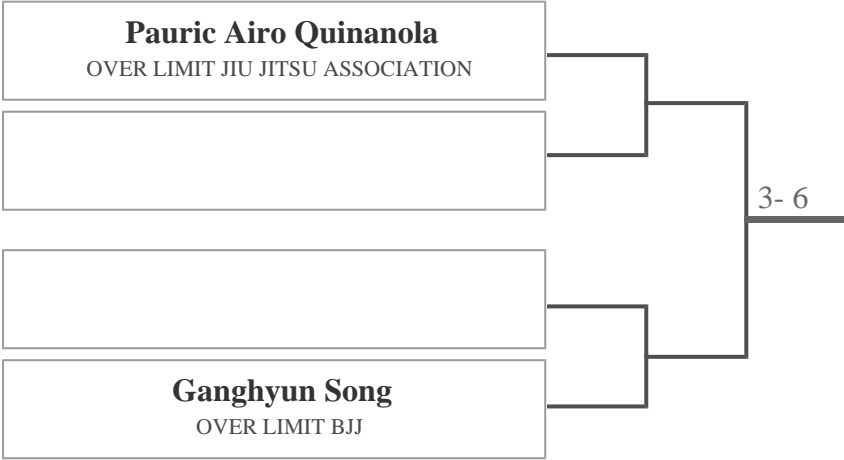 Pauric Airo Quinanola
OVER LIMIT JIU JITSU ASSOCIATION
3- 6
Ganghyun Song
OVER LIMIT BJJ